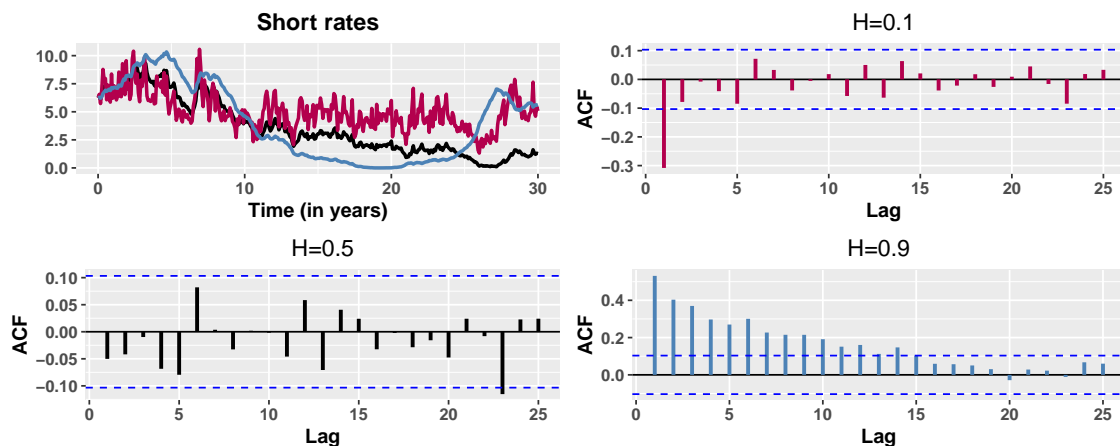 Short rates
10.0
7.5
5.0
2.5
0.0
0 10 20 30
Time (in years)
H=0.1
ACF
0.1
0.0
−0.1
−0.2
−0.3
0 5 10 15 20 25
Lag
H=0.5
ACF
0.10
0.05
0.00
−0.05
−0.10
0 5 10 15 20 25
Lag
H=0.9
ACF
0.4
0.2
0.0
0 5 10 15 20 25
Lag